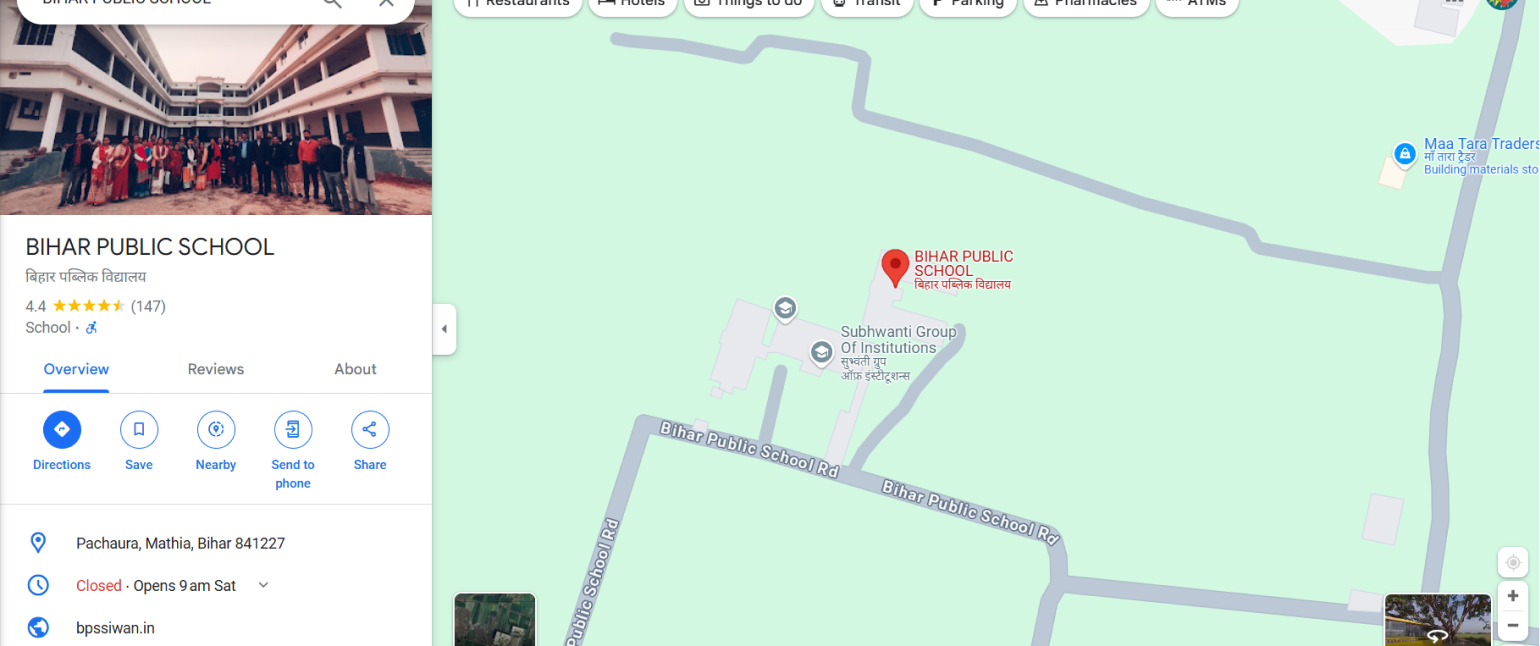 BIHAR PUBLIC SCHOOL
Restaurants
Hotels
Things to do
Transit
Parking
Pharmacies
ATMs
BIHAR PUBLIC SCHOOL
बिहार पब्लिक विद्यालय
4.4 ★★★★★ (147)
School ·
Overview
Reviews
About
Directions
Save
Nearby
Send to
phone
Share
Pachaura, Mathia, Bihar 841227
Closed · Opens 9 am Sat
bpssiwan.in
Maa Tara Traders
माँ तारा ट्रैडर
Building materials sto
BIHAR PUBLIC
SCHOOL
बिहार पब्लिक विद्यालय
Subhwanti Group
Of Institutions
सुभ्वंती ग्रुप
ऑफ़ इंस्टीटूशन्स
Bihar Public School Rd
Bihar Public School Rd
Public School Rd